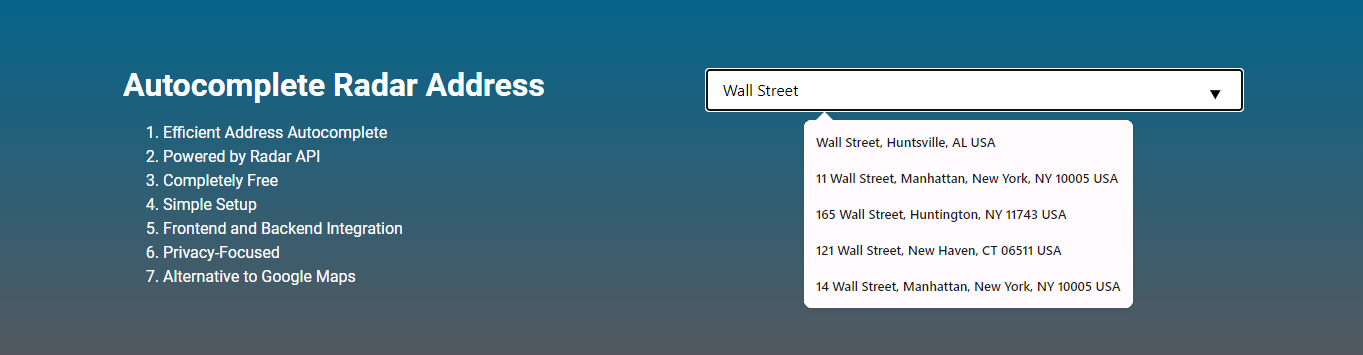 Autocomplete Radar Address
1. Efficient Address Autocomplete
2. Powered by Radar API
3. Completely Free
4. Simple Setup
5. Frontend and Backend Integration
6. Privacy-Focused
7. Alternative to Google Maps
Wall Street
Wall Street, Huntsville, AL USA
11 Wall Street, Manhattan, New York, NY 10005 USA
165 Wall Street, Huntington, NY 11743 USA
121 Wall Street, New Haven, CT 06511 USA
14 Wall Street, Manhattan, New York, NY 10005 USA